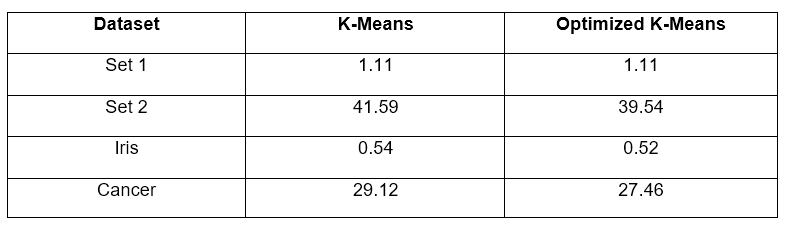 Dataset K-Means Optimized K-Means
Set 1 1.11 1.11
Set 2 41.59 39.54
Iris 0.54 0.52
Cancer 29.12 27.46